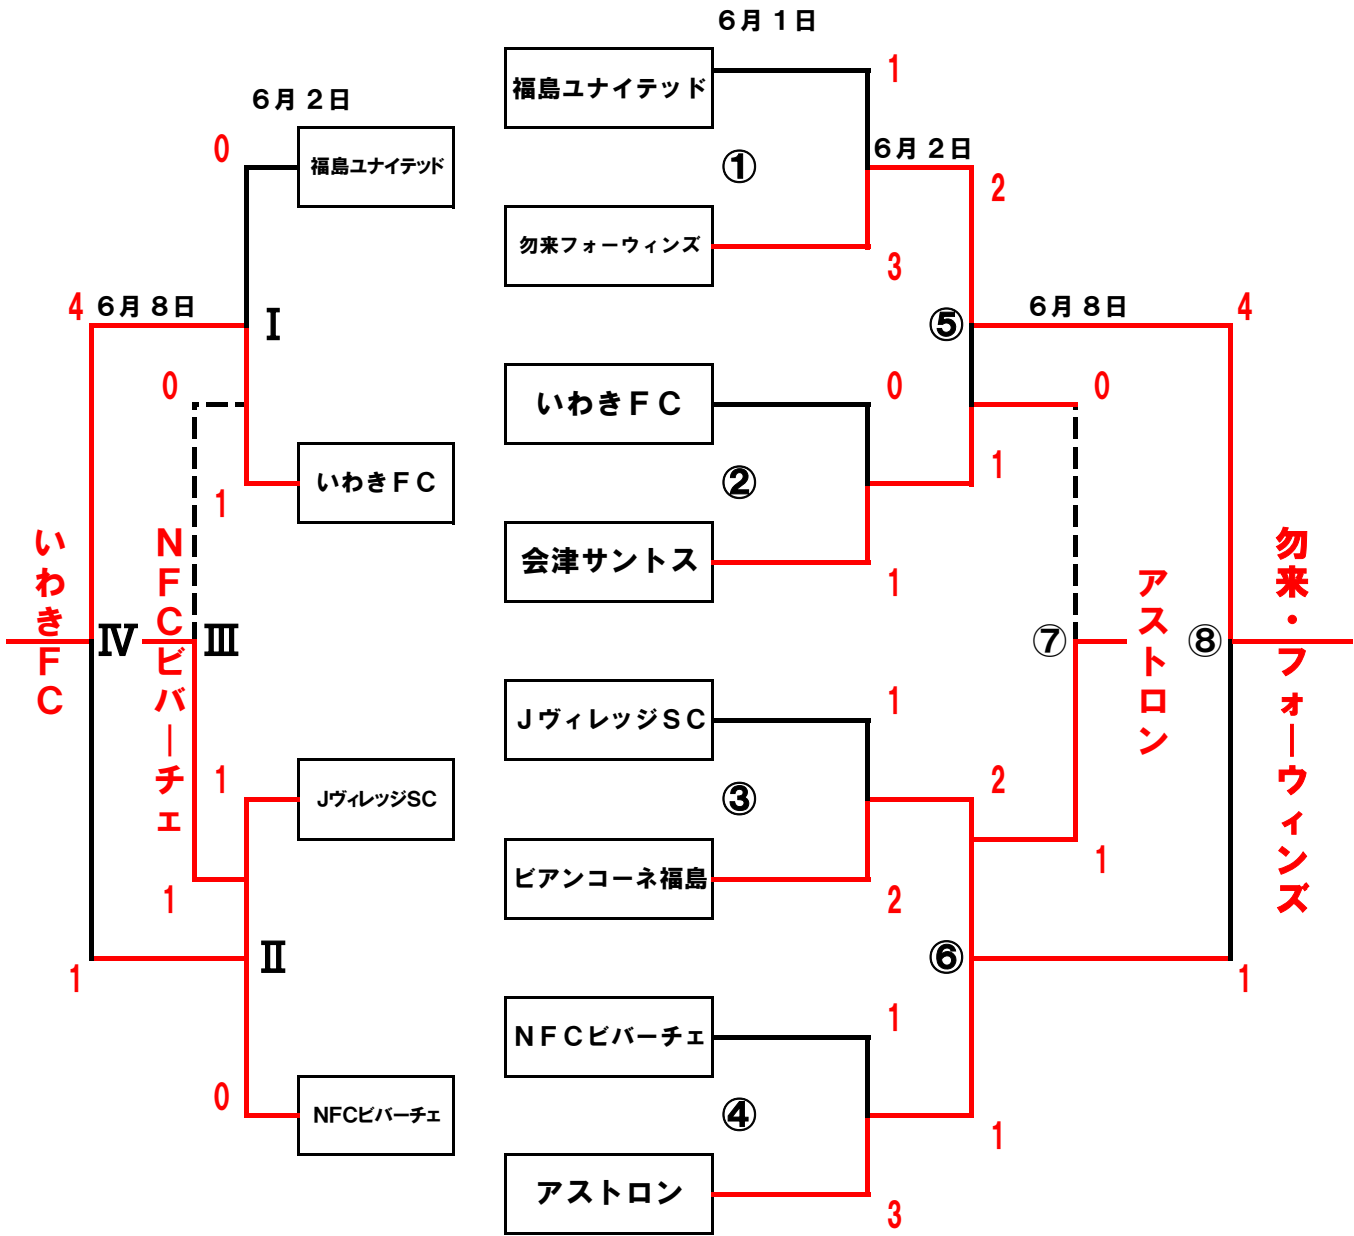 ６月１日
福島ユナイテッド
1
６月２日
0
福島ユナイテッド
①
６月２日
2
勿来フォーウィンズ
3
4
６月８日
Ⅰ
⑤
６月８日
4
0
いわきＦＣ
0
0
いわきＦＣ
②
1
1
会津サントス
1
いわきＦＣ
Ⅳ
ＮＦＣビバーチェ
Ⅲ
⑦
アストロン
⑧
勿来・フォーウィンズ
ＪヴィレッジＳＣ
1
1
JヴィレッジSC
③
2
ビアンコーネ福島
2
1
1
1
Ⅱ
⑥
1
ＮＦＣビバーチェ
1
0
NFCビバーチェ
④
1
アストロン
3